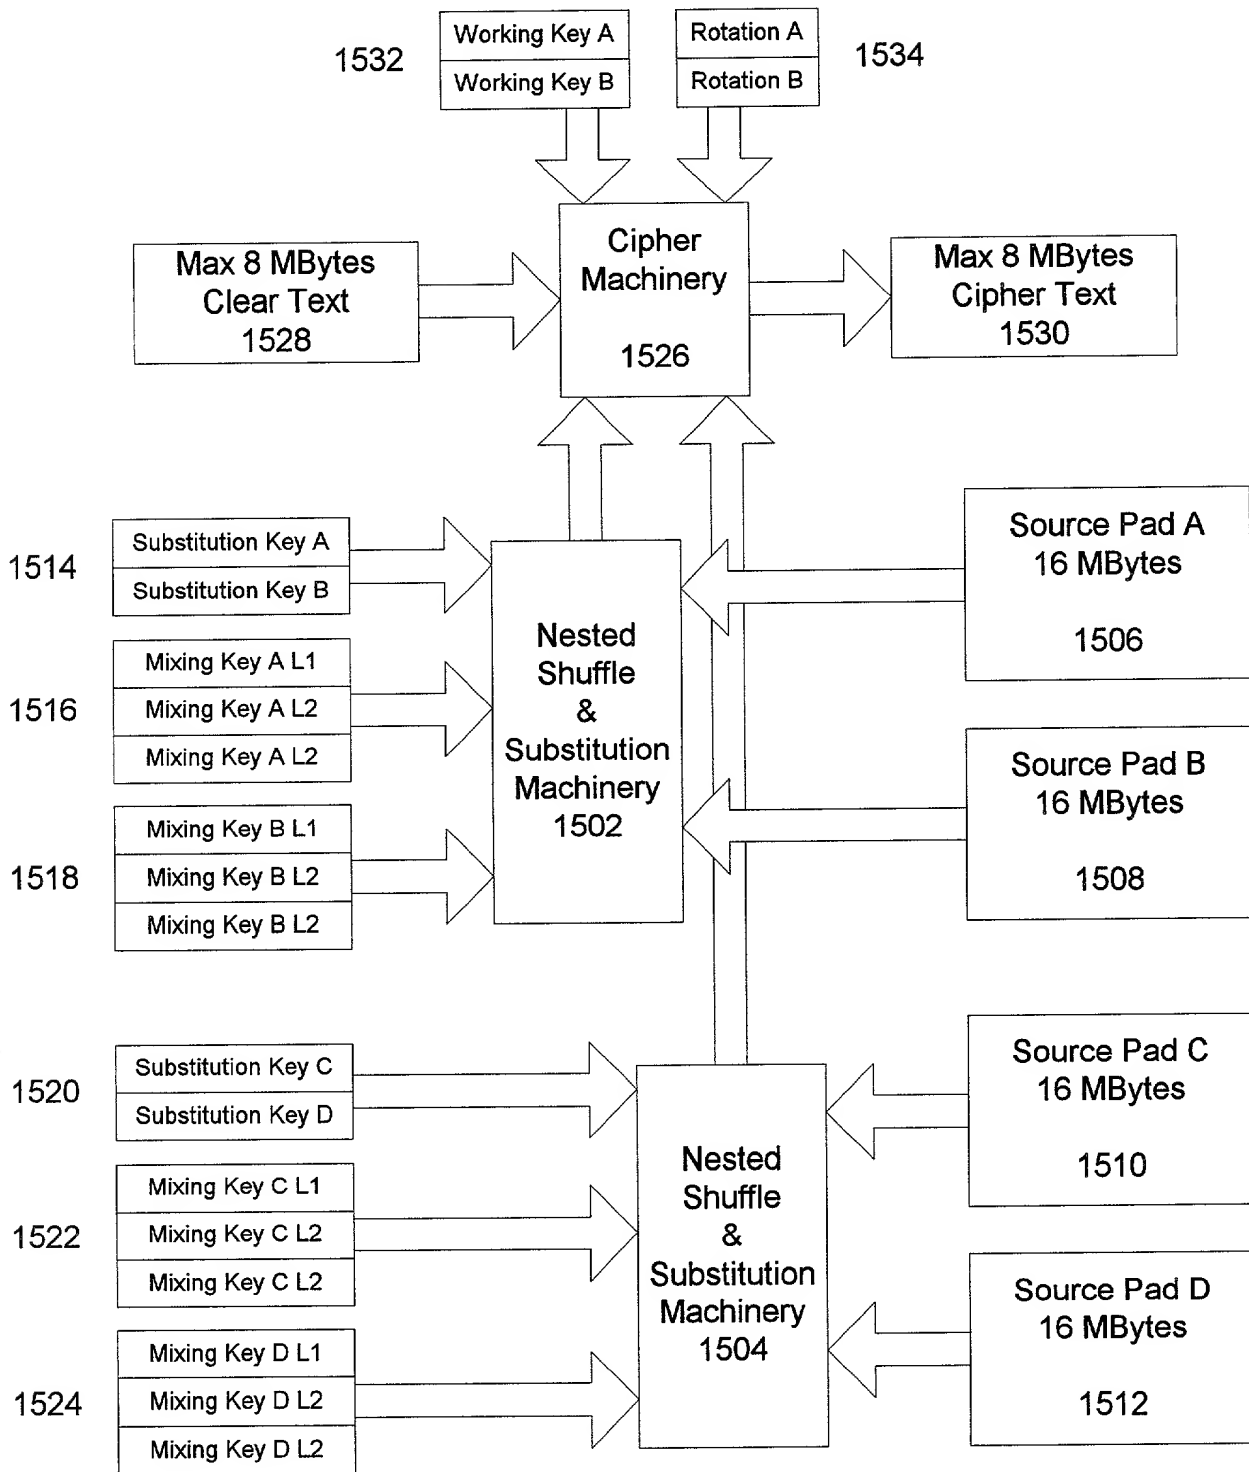 1532
Working Key A
Working Key B
Rotation A
Rotation B
1534
Max 8 MBytes
Clear Text
1528
Cipher
Machinery
1526
Max 8 MBytes
Cipher Text
1530
1514
Substitution Key A
Substitution Key B
1516
Mixing Key A L1
Mixing Key A L2
Mixing Key A L2
1518
Mixing Key B L1
Mixing Key B L2
Mixing Key B L2
Nested
Shuffle
&
Substitution
Machinery
1502
Source Pad A
16 MBytes
1506
Source Pad B
16 MBytes
1508
1520
Substitution Key C
Substitution Key D
1522
Mixing Key C L1
Mixing Key C L2
Mixing Key C L2
1524
Mixing Key D L1
Mixing Key D L2
Mixing Key D L2
Nested
Shuffle
&
Substitution
Machinery
1504
Source Pad C
16 MBytes
1510
Source Pad D
16 MBytes
1512